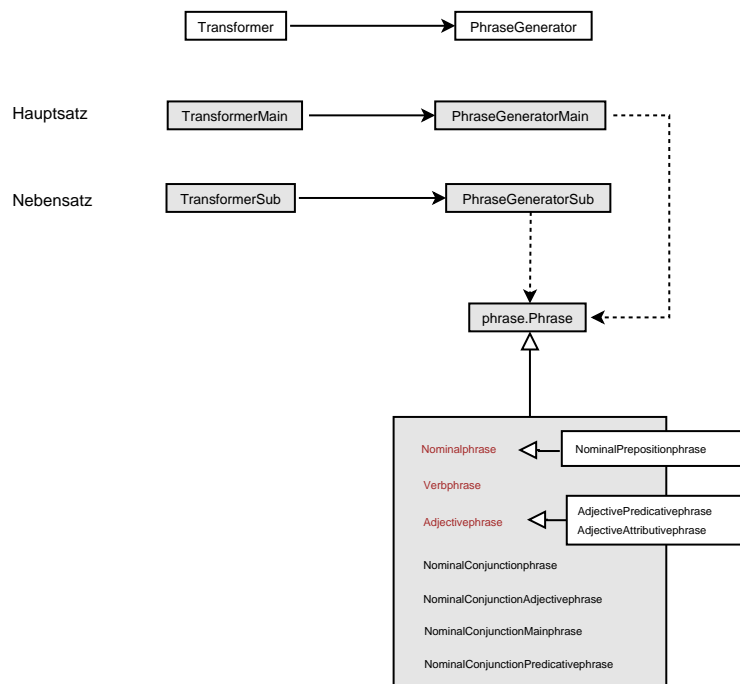 Transformer
PhraseGenerator
Hauptsatz
TransformerMain
PhraseGeneratorMain
Nebensatz
TransformerSub
PhraseGeneratorSub
phrase.Phrase
Nominalphrase
NominalPrepositionphrase
Verbphrase
Adjectivephrase
AdjectivePredicativephrase
AdjectiveAttributivephrase
NominalConjunctionphrase
NominalConjunctionAdjectivephrase
NominalConjunctionMainphrase
NominalConjunctionPredicativephrase